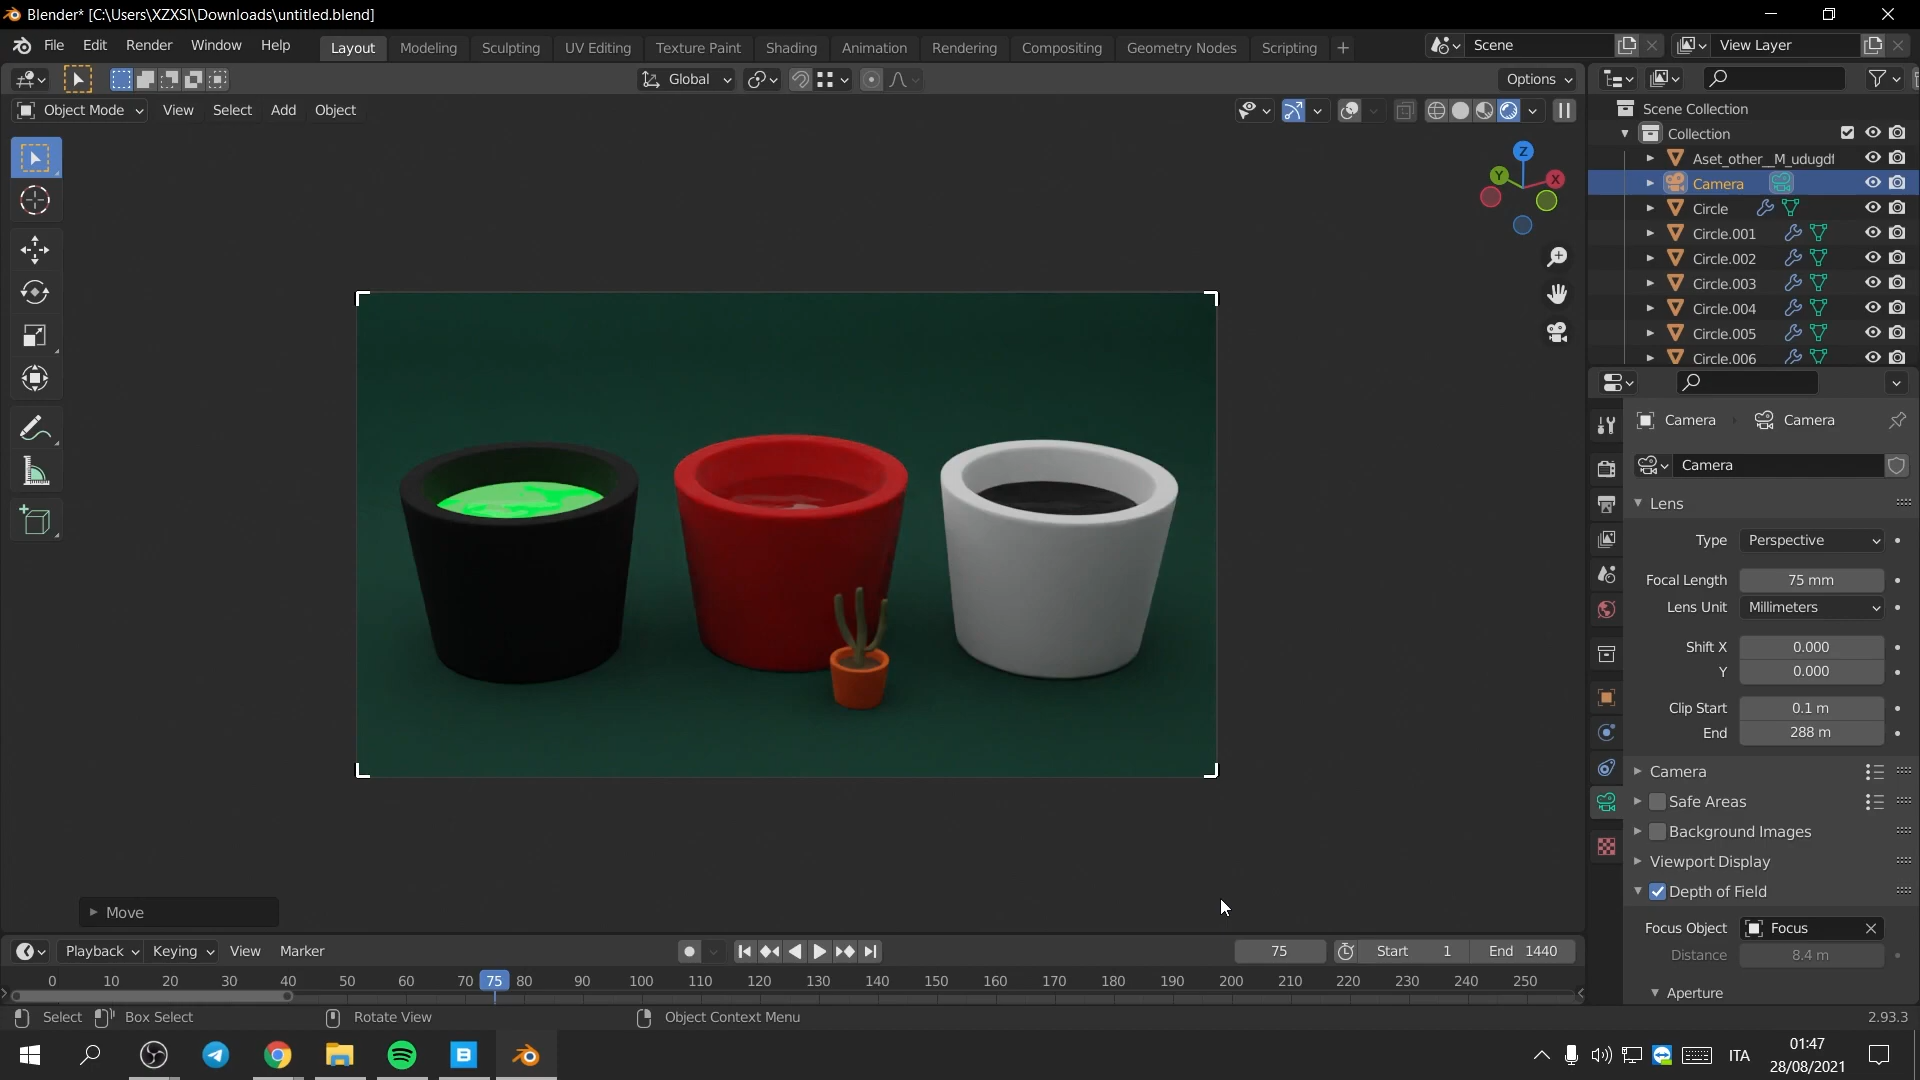 Blender* [C:\Users\XZXSI\Downloads\untitled.blend]
File Edit Render Window Help
Layout Modeling Sculpting UV Editing Texture Paint Shading Animation Rendering Compositing Geometry Nodes Scripting +
Scene
View Layer
Global
Options
Object Mode View Select Add Object
Z
Y
X
Scene Collection
Collection
Aset_other__M_udugdl
Camera
Circle
Circle.001
Circle.002
Circle.003
Circle.004
Circle.005
Circle.006
Camera Camera
Camera
Lens
Type Perspective
Focal Length 75 mm
Lens Unit Millimeters
Shift X 0.000
Y 0.000
Clip Start 0.1 m
End 288 m
Camera
Safe Areas
Background Images
Viewport Display
Depth of Field
Focus Object Focus
Distance 8.4 m
Aperture
Move
Playback Keying View Marker
75 Start 1 End 1440
0 10 20 30 40 50 60 70 75 80 90 100 110 120 130 140 150 160 170 180 190 200 210 220 230 240 250
Select Box Select Rotate View Object Context Menu 2.93.3
ITA
01:47
28/08/2021